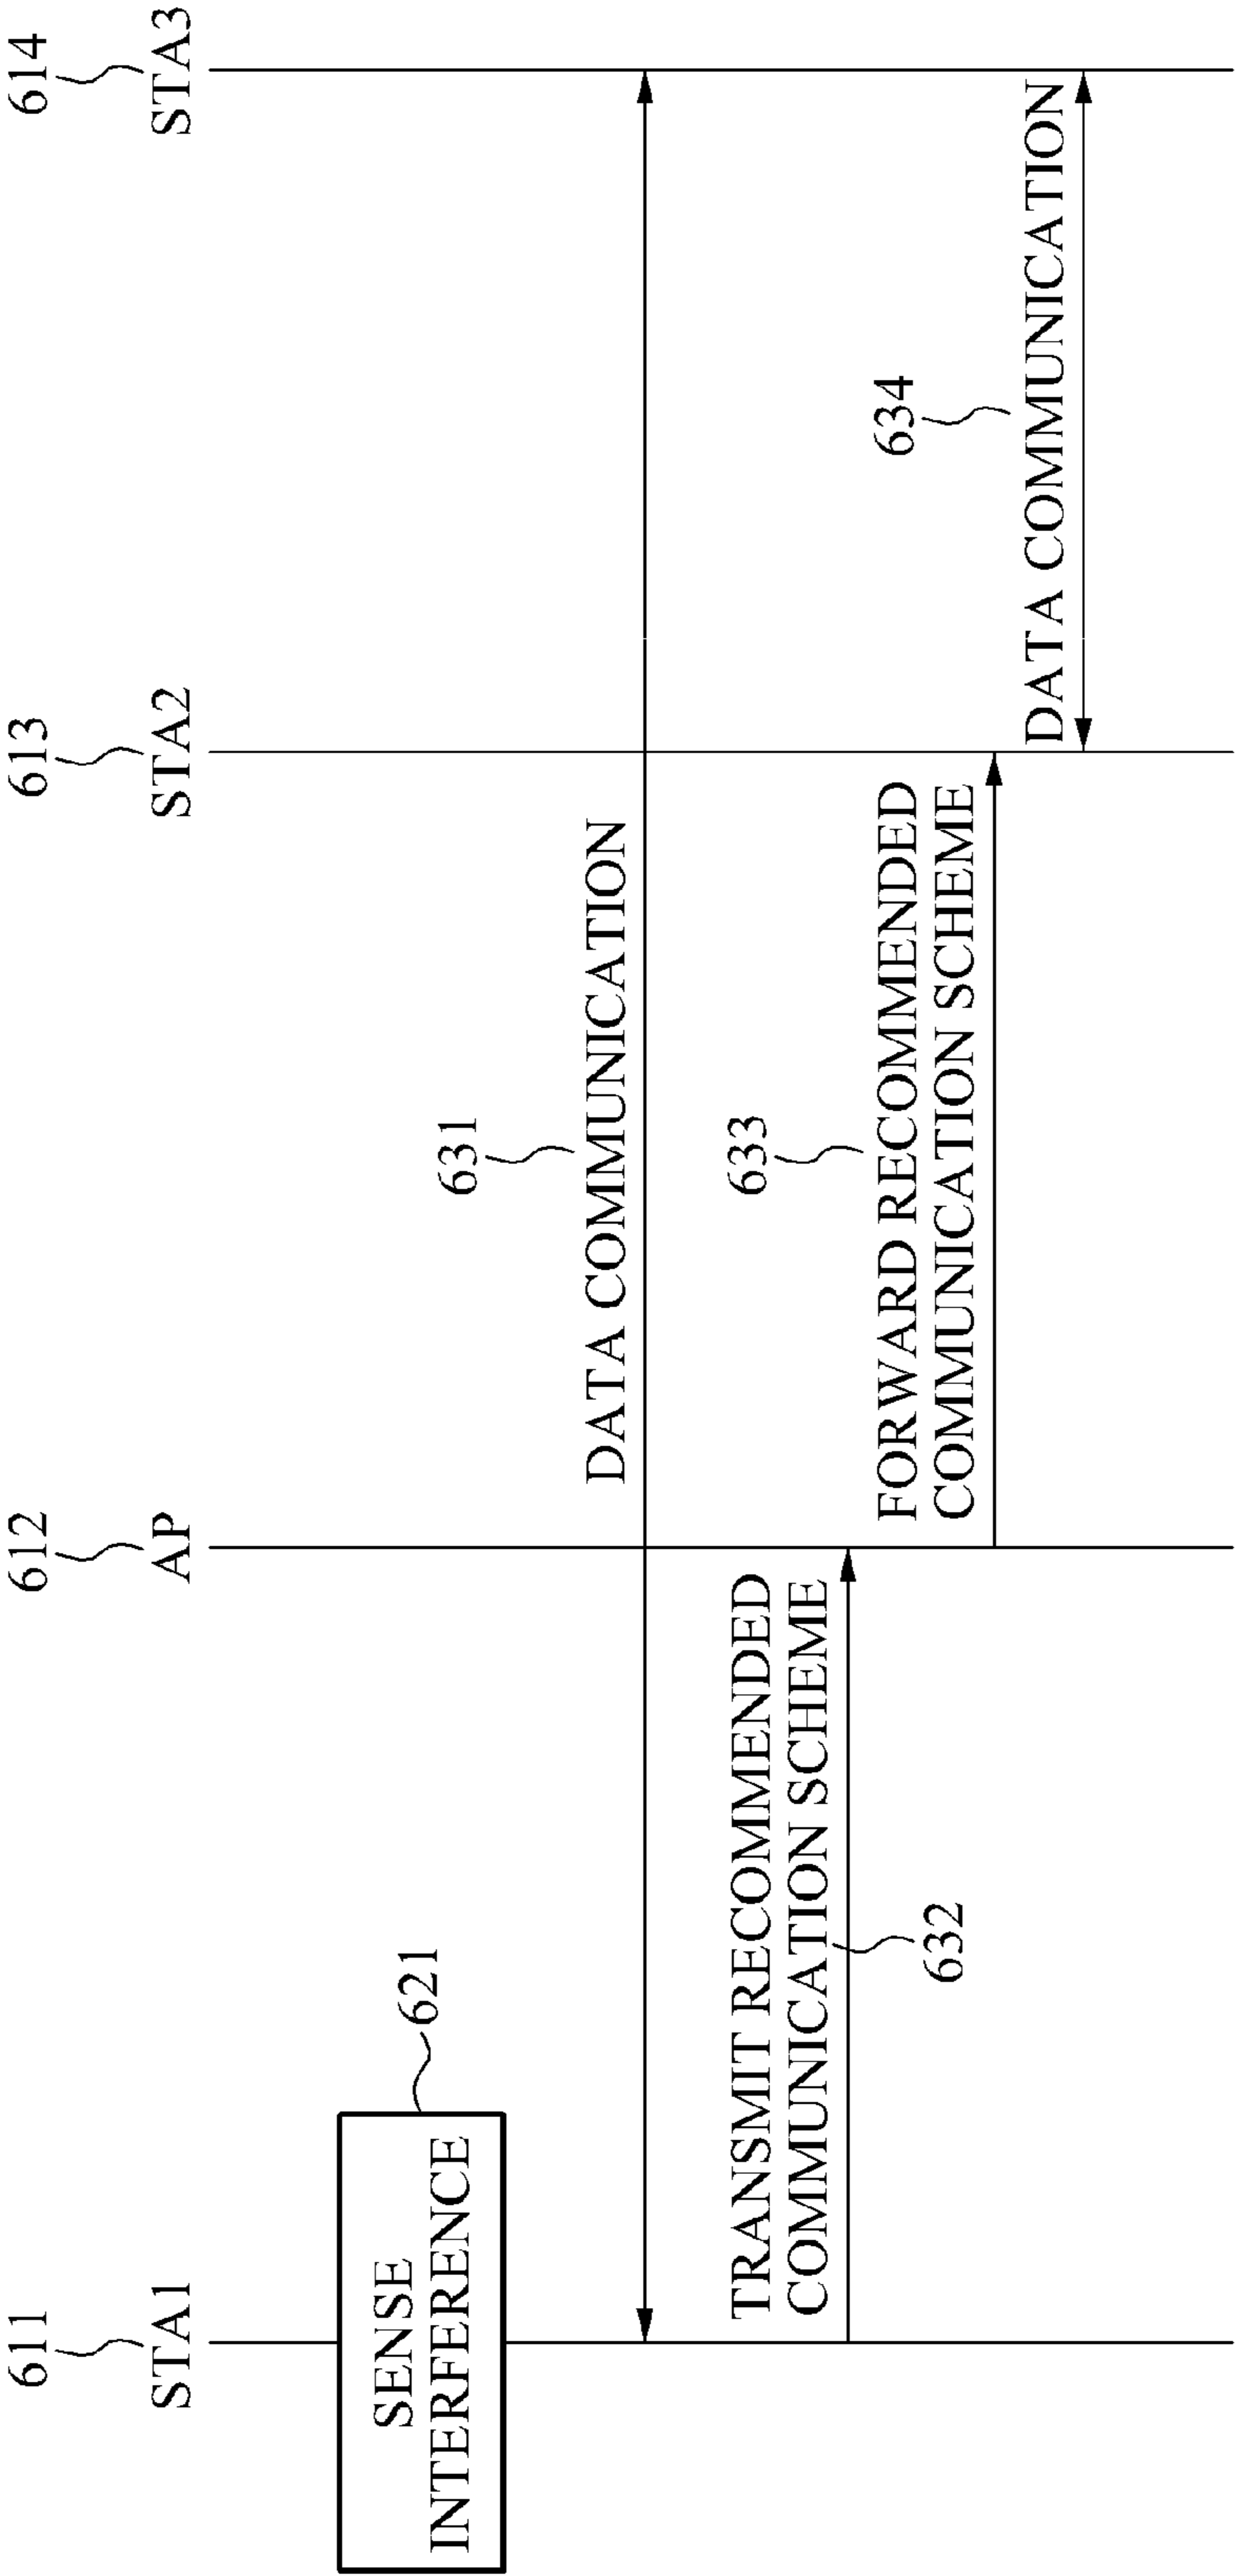 611
612
613
614
STA1
AP
STA2
STA3
SENSE
INTERFERENCE
621
631
DATA COMMUNICATION
TRANSMIT RECOMMENDED
COMMUNICATION SCHEME
632
633
FORWARD RECOMMENDED
COMMUNICATION SCHEME
634
DATA COMMUNICATION